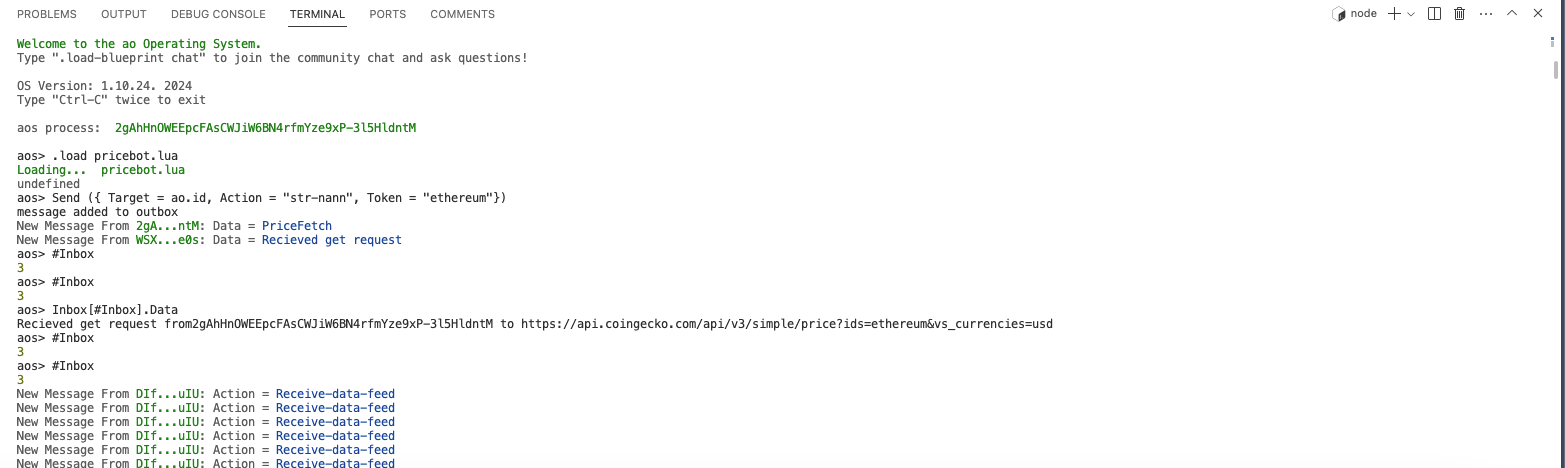 PROBLEMS OUTPUT DEBUG CONSOLE TERMINAL PORTS COMMENTS node
Welcome to the ao Operating System.
Type ".load-blueprint chat" to join the community chat and ask questions!
OS Version: 1.10.24. 2024
Type "Ctrl-C" twice to exit
aos process: 2gAhHnOWEEpcFAsCWJiW6BN4rfmYze9xP-3l5HldntM
aos> .load pricebot.lua
Loading... pricebot.lua
undefined
aos> Send ({ Target = ao.id, Action = "str-nann", Token = "ethereum"})
message added to outbox
New Message From 2gA...ntM: Data = PriceFetch
New Message From WSX...e0s: Data = Recieved get request
aos> #Inbox
3
aos> #Inbox
3
aos> Inbox[#Inbox].Data
Recieved get request from2gAhHnOWEEpcFAsCWJiW6BN4rfmYze9xP-3l5HldntM to https://api.coingecko.com/api/v3/simple/price?ids=ethereum&vs_currencies=usd
aos> #Inbox
3
aos> #Inbox
3
New Message From DIf...uIU: Action = Receive-data-feed
New Message From DIf...uIU: Action = Receive-data-feed
New Message From DIf...uIU: Action = Receive-data-feed
New Message From DIf...uIU: Action = Receive-data-feed
New Message From DIf...uIU: Action = Receive-data-feed
New Message From DIf...uIU: Action = Receive-data-feed